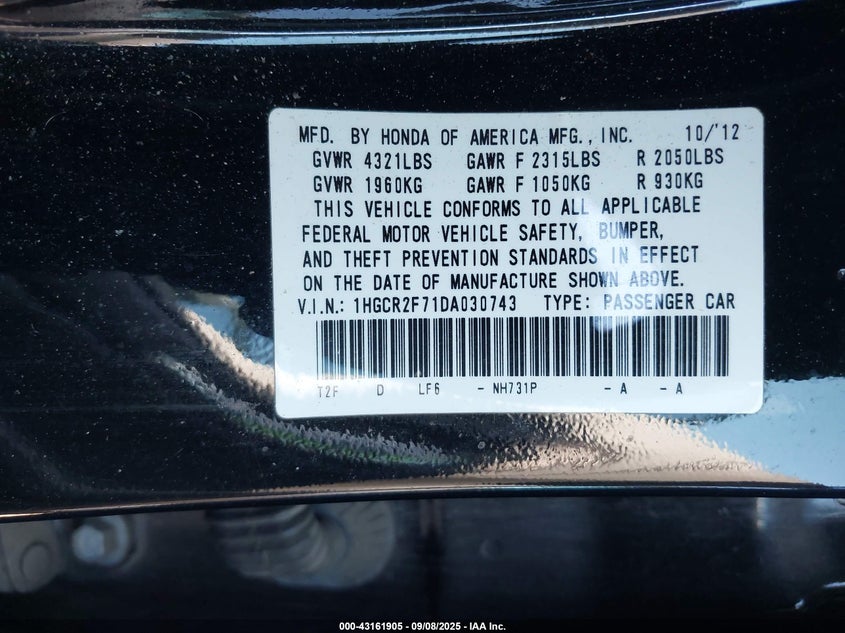 MFD. BY HONDA OF AMERICA MFG., INC. 10/'12
GVWR 4321LBS GAWR F 2315LBS R 2050LBS
GVWR 1960KG GAWR F 1050KG R 930KG
THIS VEHICLE CONFORMS TO ALL APPLICABLE
FEDERAL MOTOR VEHICLE SAFETY, BUMPER,
AND THEFT PREVENTION STANDARDS IN EFFECT
ON THE DATE OF MANUFACTURE SHOWN ABOVE.
V.I.N.: 1HGCR2F71DA030743 TYPE: PASSENGER CAR
T2F D LF6 - NH731P - A - A
000-43161905 - 09/08/2025 - IAA Inc.